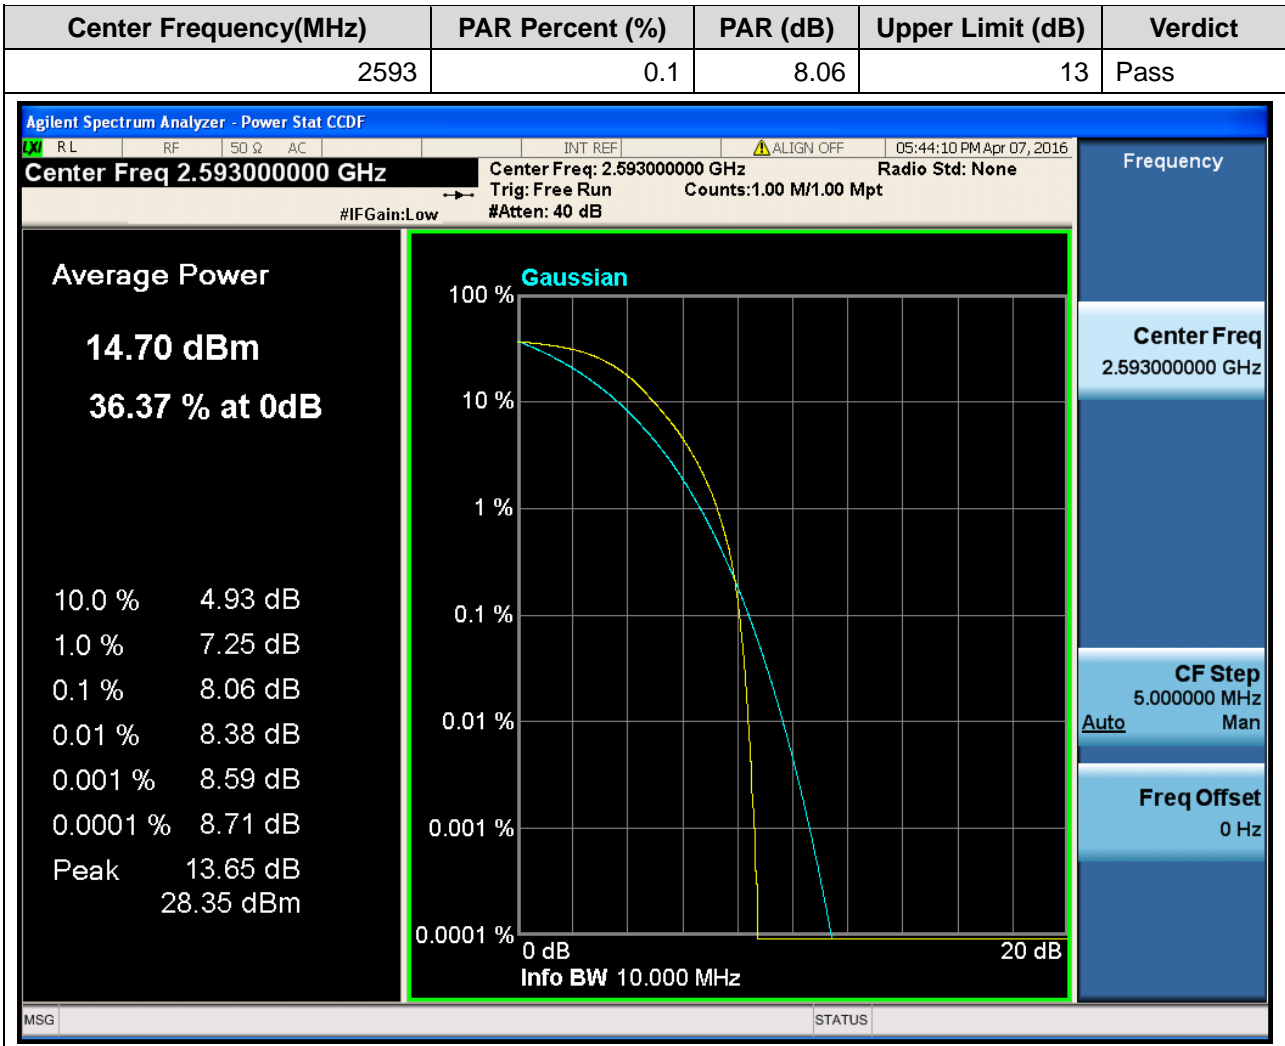 Center Frequency(MHz) PAR Percent (%) PAR (dB) Upper Limit (dB) Verdict
2593 0.1 8.06 13 Pass
Agilent Spectrum Analyzer - Power Stat CCDF
LXI RL RF 50 Ω AC INT REF ALIGN OFF 05:44:10 PM Apr 07, 2016
Center Freq 2.593000000 GHz
Center Freq: 2.593000000 GHz Radio Std: None
Trig: Free Run Counts:1.00 M/1.00 Mpt
#IFGain:Low #Atten: 40 dB
Average Power
14.70 dBm
36.37 % at 0dB
10.0 % 4.93 dB
1.0 % 7.25 dB
0.1 % 8.06 dB
0.01 % 8.38 dB
0.001 % 8.59 dB
0.0001 % 8.71 dB
Peak 13.65 dB
28.35 dBm
Gaussian
100 %
10 %
1 %
0.1 %
0.01 %
0.001 %
0.0001 %
0 dB 20 dB
Info BW 10.000 MHz
Frequency
Center Freq
2.593000000 GHz
CF Step
5.000000 MHz
Auto Man
Freq Offset
0 Hz
MSG STATUS